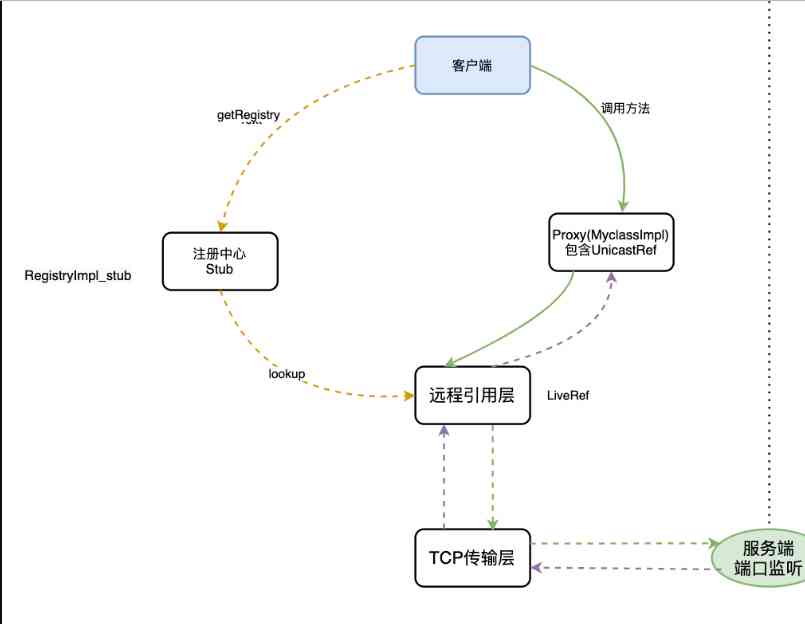 客户端
getRegistry
调用方法
注册中心
Stub
RegistryImpl_stub
Proxy(MyclassImpl)
包含UnicastRef
lookup
远程引用层
LiveRef
TCP传输层
服务端
端口监听